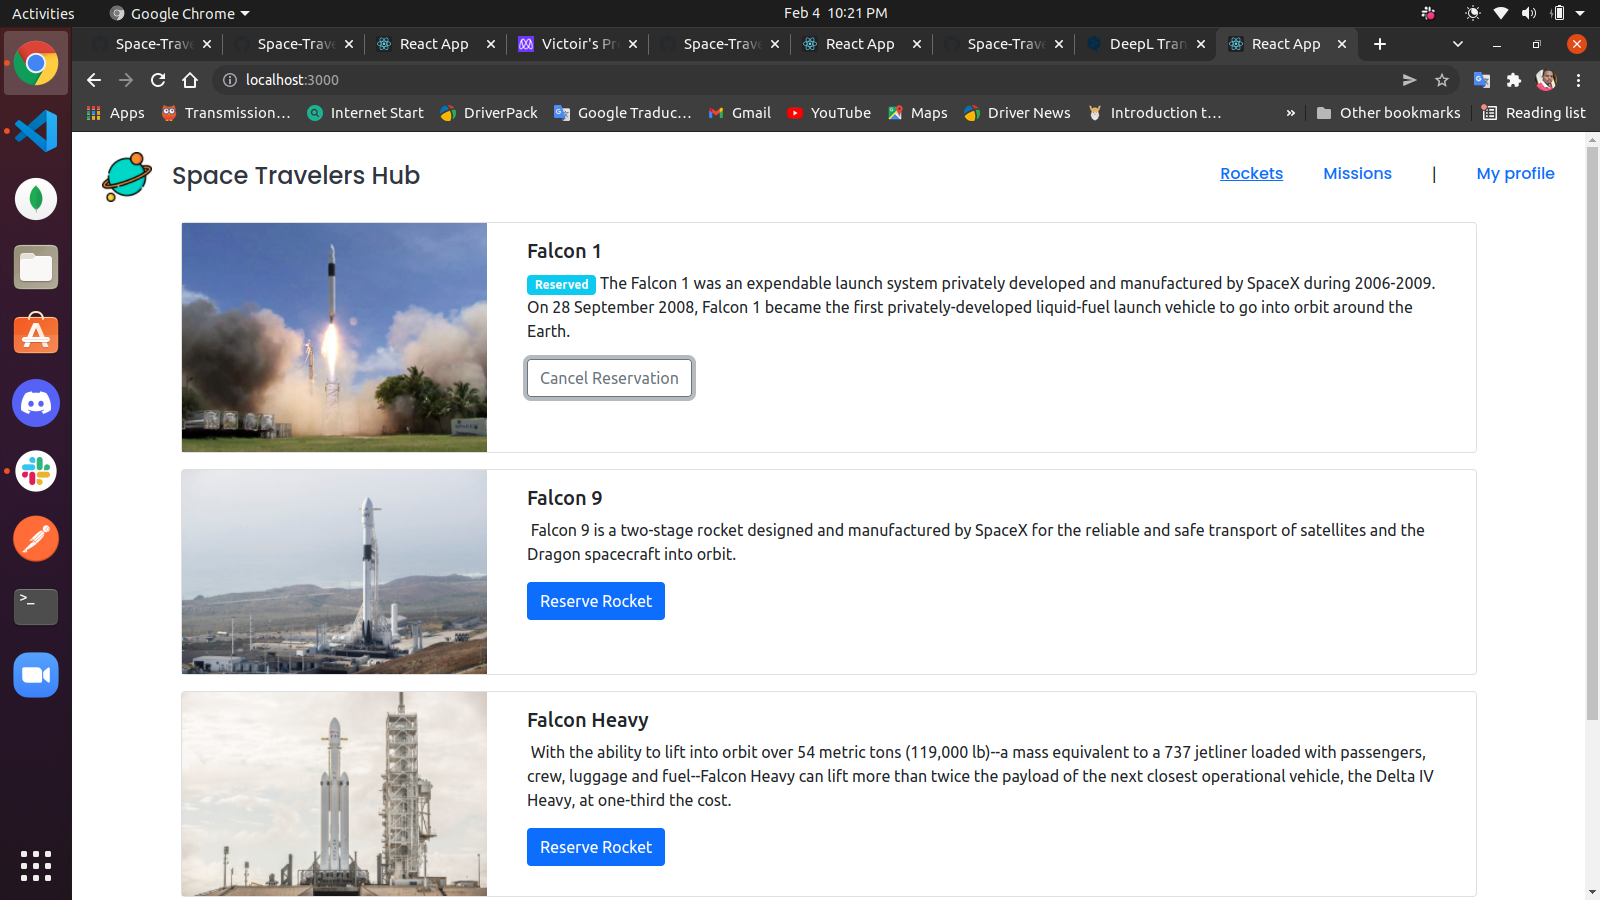 Activities
Google Chrome
Feb 4 10:21 PM
Space-Trave
Space-Trave
React App
Victoir's Pr
Space-Trave
React App
Space-Trave
DeepL Tran
React App
localhost:3000
Apps
Transmission...
Internet Start
DriverPack
Google Traduc...
Gmail
YouTube
Maps
Driver News
Introduction t...
»
Other bookmarks
Reading list
Space Travelers Hub
Rockets
Missions
|
My profile
Falcon 1
Reserved The Falcon 1 was an expendable launch system privately developed and manufactured by SpaceX during 2006-2009.
On 28 September 2008, Falcon 1 became the first privately-developed liquid-fuel launch vehicle to go into orbit around the
Earth.
Cancel Reservation
Falcon 9
Falcon 9 is a two-stage rocket designed and manufactured by SpaceX for the reliable and safe transport of satellites and the
Dragon spacecraft into orbit.
Reserve Rocket
Falcon Heavy
With the ability to lift into orbit over 54 metric tons (119,000 lb)--a mass equivalent to a 737 jetliner loaded with passengers,
crew, luggage and fuel--Falcon Heavy can lift more than twice the payload of the next closest operational vehicle, the Delta IV
Heavy, at one-third the cost.
Reserve Rocket